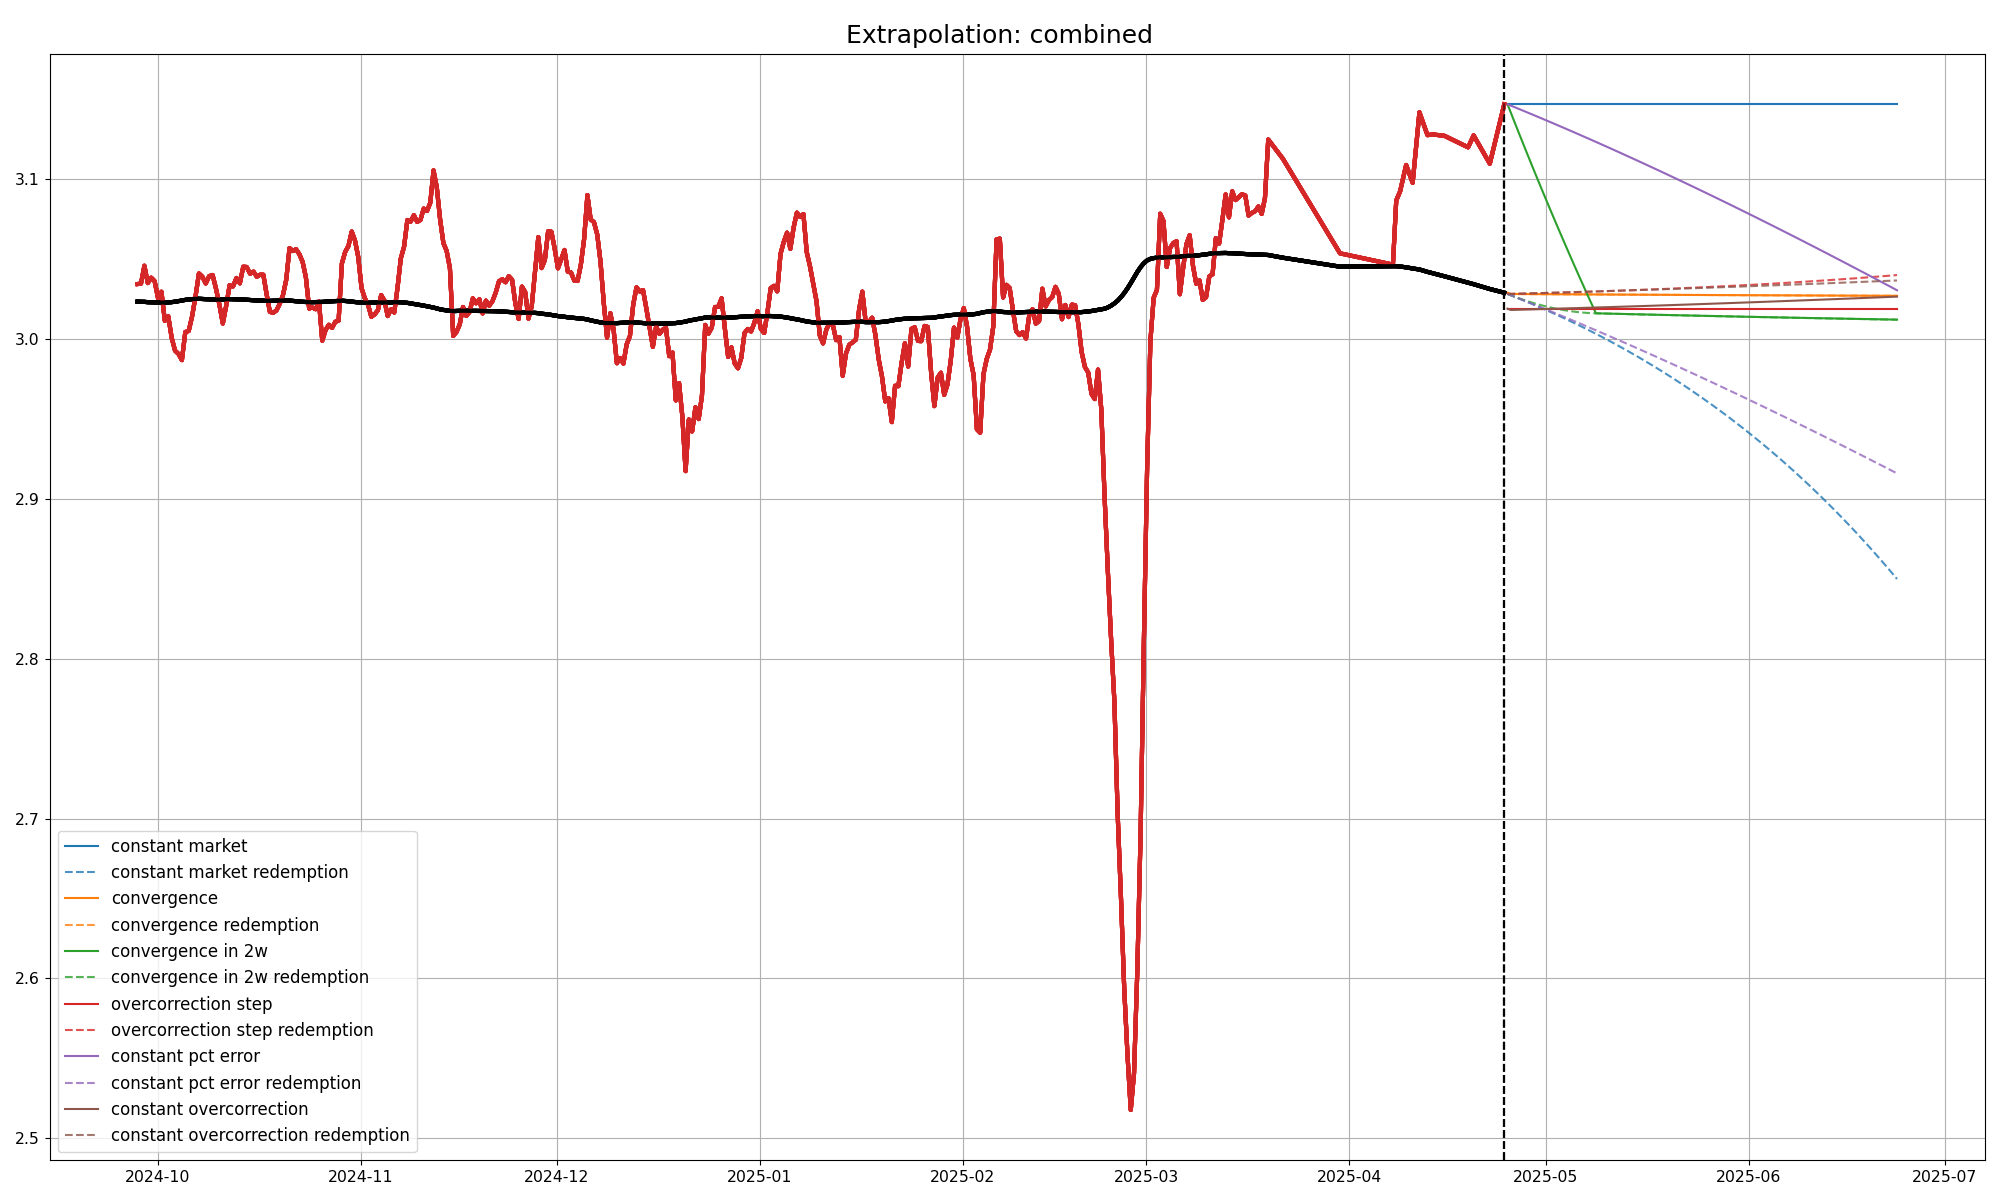 Extrapolation: combined
3.1
3.0
2.9
2.8
2.7
2.6
2.5
constant market
constant market redemption
convergence
convergence redemption
convergence in 2w
convergence in 2w redemption
overcorrection step
overcorrection step redemption
constant pct error
constant pct error redemption
constant overcorrection
constant overcorrection redemption
2024-10 2024-11 2024-12 2025-01 2025-02 2025-03 2025-04 2025-05 2025-06 2025-07